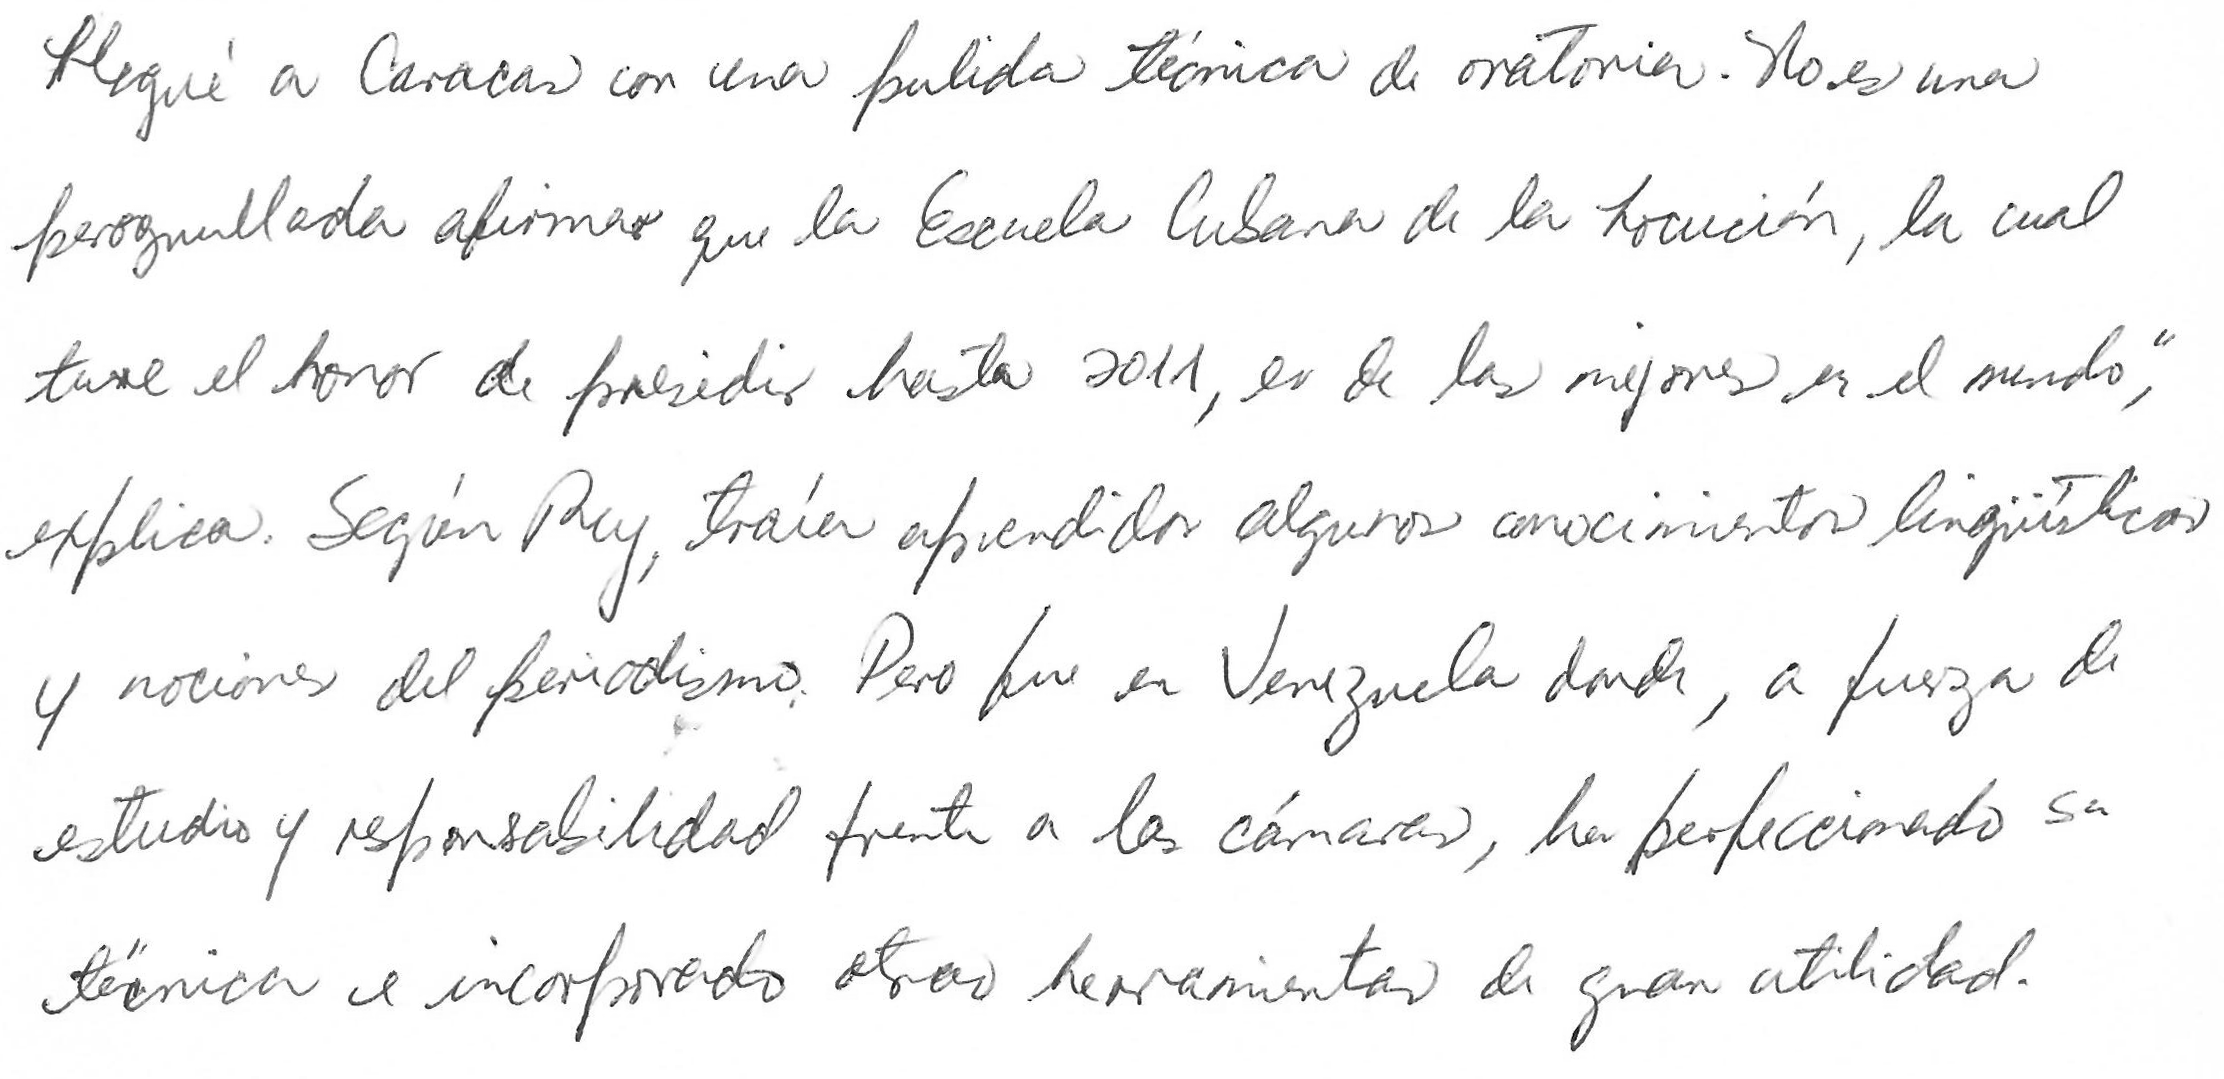 Llegué a Caracas con una pulida técnica de oratoria. No es una
perogrullada afirmar que la Escuela Cubana de la Locución, la cual
tuve el honor de presidir hasta 2011, es de las mejores en el mundo",
explica. Según Rey, traía aprendidos algunos conocimientos lingüísticos
y nociones del periodismo. Pero fue en Venezuela donde, a fuerza de
estudio y responsabilidad frente a las cámaras, ha perfeccionado su
técnica e incorporado otras herramientas de gran utilidad.